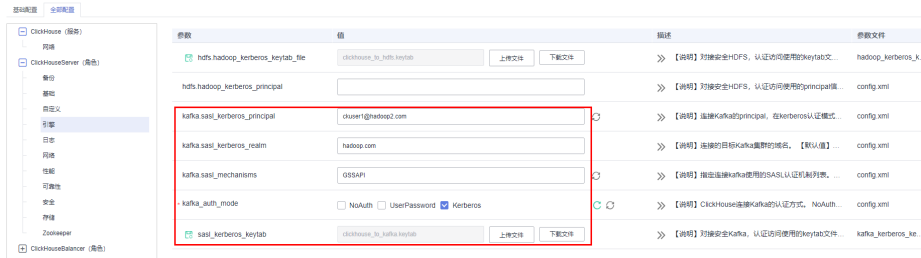 基础配置 全部配置
ClickHouse（服务）
网络
ClickHouseServer（角色）
备份
基础
自定义
引擎
日志
网络
性能
可靠性
安全
存储
Zookeeper
ClickHouseBalancer（角色）
参数 值 描述 参数文件
hdfs.hadoop_kerberos_keytab_file clickhouse_to_hdfs.keytab 上传文件 下载文件 【说明】对接安全HDFS，认证访问使用的keytab文... hadoop_kerberos_k...
hdfs.hadoop_kerberos_principal 【说明】对接安全HDFS，认证访问使用的principal值... config.xml
kafka.sasl_kerberos_principal ckuser1@hadoop2.com 【说明】连接Kafka的principal，在kerberos认证模式... config.xml
kafka.sasl_kerberos_realm hadoop.com 【说明】连接的目标Kafka集群的域名。 【默认值】... config.xml
kafka.sasl_mechanisms GSSAPI 【说明】指定连接kafka使用的SASL认证机制列表。... config.xml
- kafka_auth_mode NoAuth UserPassword Kerberos 【说明】ClickHouse连接Kafka的认证方式。 NoAuth... config.xml
sasl_kerberos_keytab clickhouse_to_kafka.keytab 上传文件 下载文件 【说明】对接安全Kafka，认证访问使用的keytab文件... kafka_kerberos_ke...